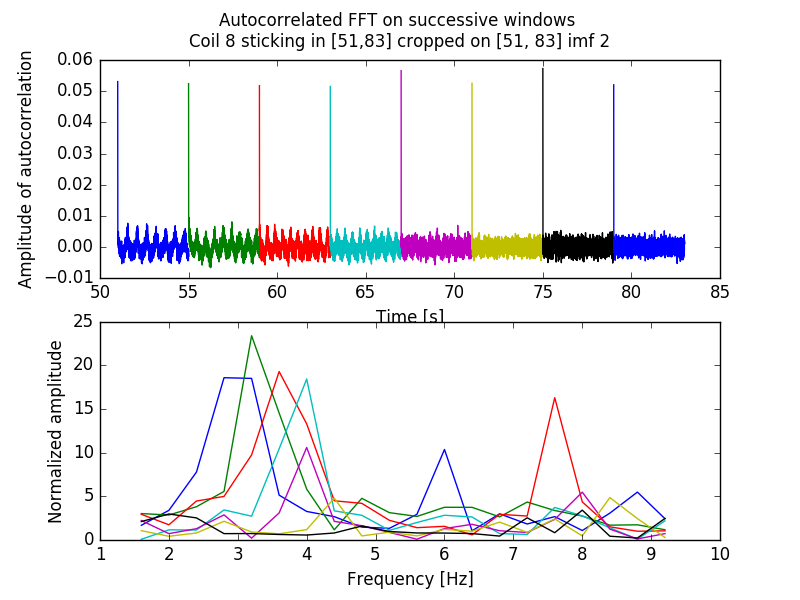 Autocorrelated FFT on successive windows
Coil 8 sticking in [51,83] cropped on [51, 83] imf 2
Amplitude of autocorrelation
0.06
0.05
0.04
0.03
0.02
0.01
0.00
−0.01
50 55 60 65 70 75 80 85
Time [s]
Normalized amplitude
25
20
15
10
5
0
1 2 3 4 5 6 7 8 9 10
Frequency [Hz]